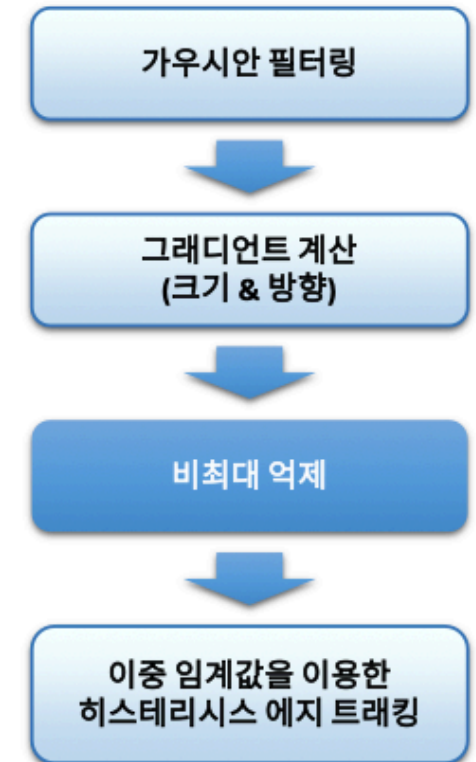 가우시안 필터링
그래디언트 계산
(크기 & 방향)
비최대 억제
이중 임계값을 이용한
히스테리시스 에지 트래킹